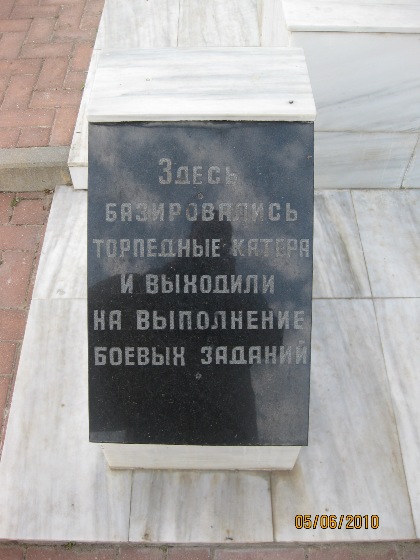 Здесь
базировались
торпедные катера
и выходили
на выполнение
боевых заданий
05/06/2010